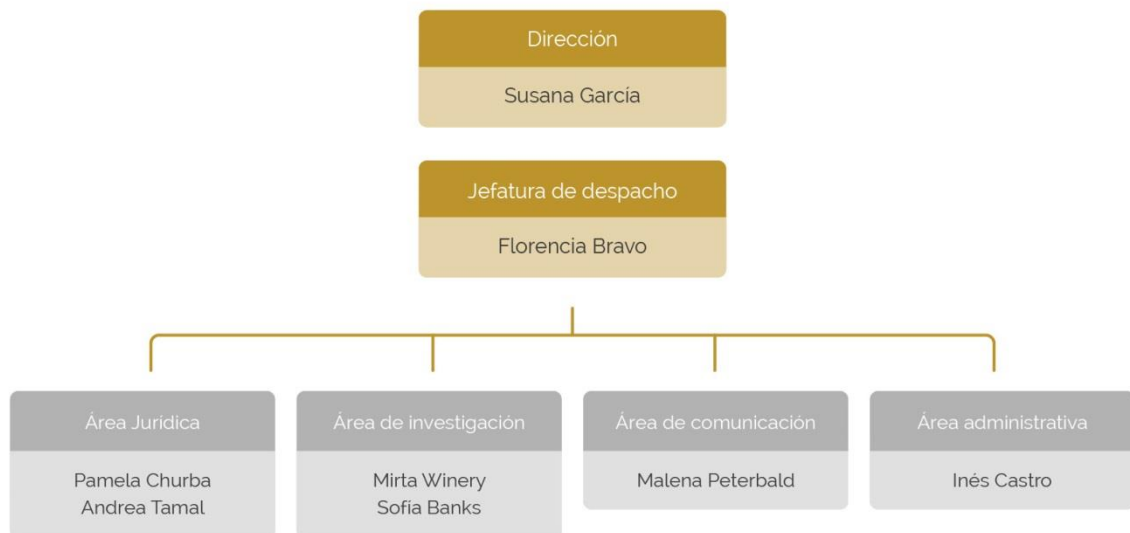 Dirección
Susana García
Jefatura de despacho
Florencia Bravo
Área Jurídica
Pamela Churba
Andrea Tamal
Área de investigación
Mirta Winery
Sofía Banks
Área de comunicación
Malena Peterbald
Área administrativa
Inés Castro